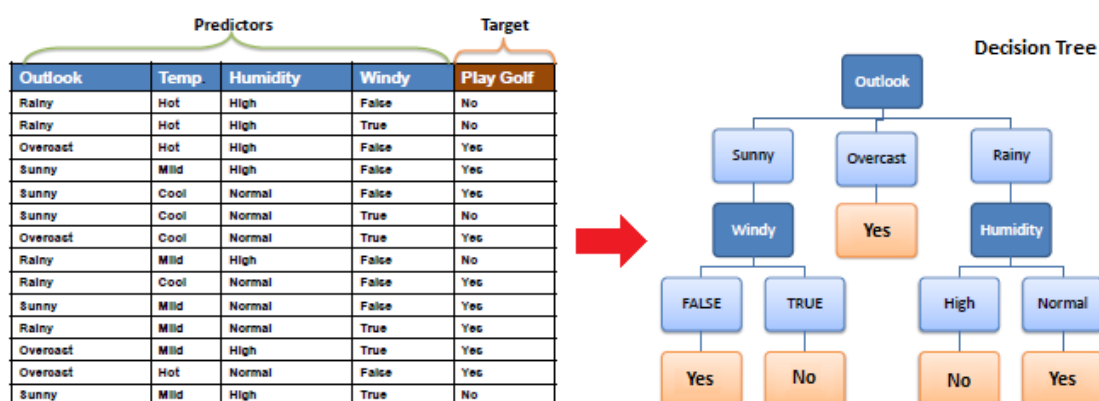 Predictors Target
Outlook Temp. Humidity Windy Play Golf
Rainy Hot High False No
Rainy Hot High True No
Overcast Hot High False Yes
Sunny Mild High False Yes
Sunny Cool Normal False Yes
Sunny Cool Normal True No
Overcast Cool Normal True Yes
Rainy Mild High False No
Rainy Cool Normal False Yes
Sunny Mild Normal False Yes
Rainy Mild Normal True Yes
Overcast Mild High True Yes
Overcast Hot Normal False Yes
Sunny Mild High True No
Decision Tree
Outlook
Sunny Overcast Rainy
Windy Yes Humidity
FALSE TRUE High Normal
Yes No No Yes